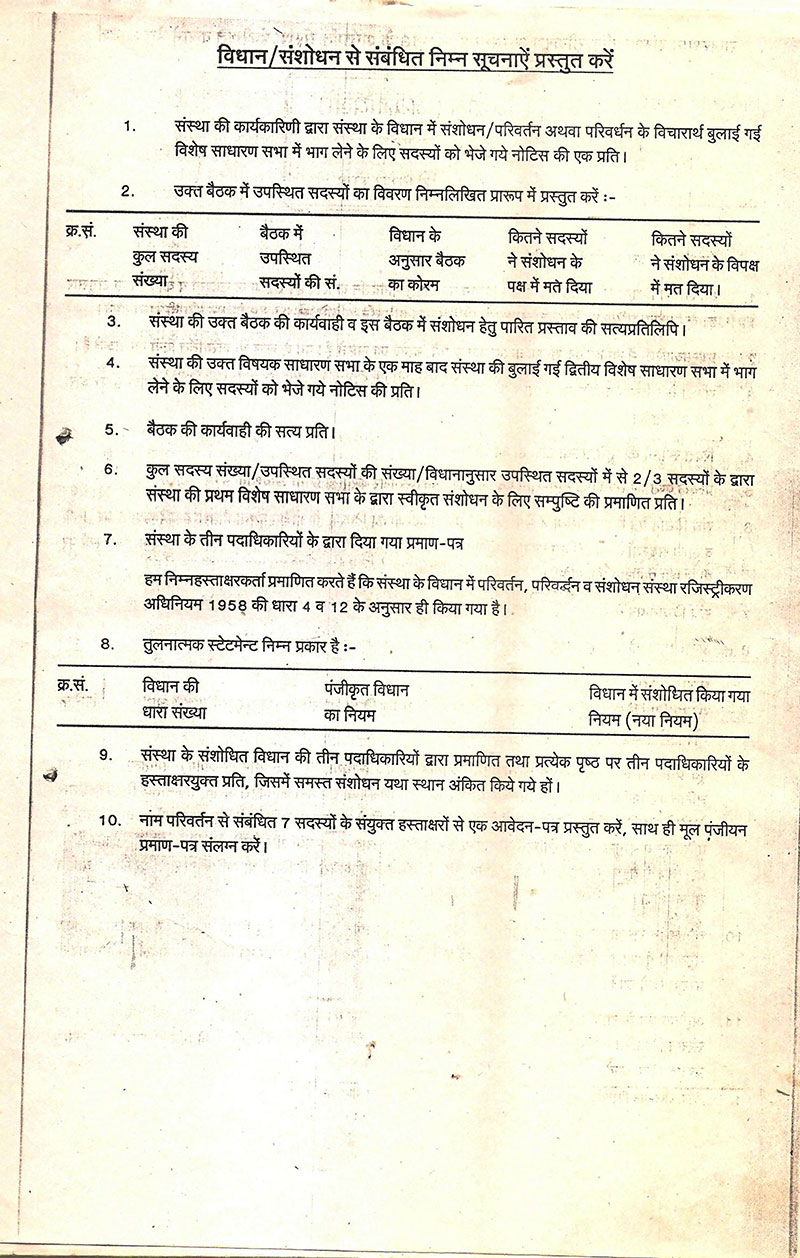 विधान/संशोधन से संबंधित निम्न सूचनाऐं प्रस्तुत करें
1. संस्था की कार्यकारिणी द्वारा संस्था के विधान में संशोधन/परिवर्तन अथवा परिवर्धन के विचारार्थ बुलाई गई
विशेष साधारण सभा में भाग लेने के लिए सदस्यों को भेजे गये नोटिस की एक प्रति।
2. उक्त बैठक में उपस्थित सदस्यों का विवरण निम्नलिखित प्रारूप में प्रस्तुत करें :-
क्र.सं. संस्था की बैठक में विधान के कितने सदस्यों कितने सदस्यों
कुल सदस्य उपस्थित अनुसार बैठक ने संशोधन के ने संशोधन के विपक्ष
संख्या सदस्यों की सं. का कोरम पक्ष में मते दिया में मत दिया।
3. संस्था की उक्त बैठक की कार्यवाही व इस बैठक में संशोधन हेतु पारित प्रस्ताव की सत्यप्रतिलिपि।
4. संस्था की उक्त विषयक साधारण सभा के एक माह बाद संस्था की बुलाई गई द्वितीय विशेष साधारण सभा में भाग
लेने के लिए सदस्यों को भेजे गये नोटिस की प्रति।
5. बैठक की कार्यवाही की सत्य प्रति।
6. कुल सदस्य संख्या/उपस्थित सदस्यों की संख्या/विधानानुसार उपस्थित सदस्यों में से 2/3 सदस्यों के द्वारा
संस्था की प्रथम विशेष साधारण सभा के द्वारा स्वीकृत संशोधन के लिए सम्पुष्टि की प्रमाणित प्रति।
7. संस्था के तीन पदाधिकारियों के द्वारा दिया गया प्रमाण-पत्र
हम निम्नहस्ताक्षरकर्ता प्रमाणित करते हैं कि संस्था के विधान में परिवर्तन, परिवर्द्धन व संशोधन संस्था रजिस्ट्रीकरण
अधिनियम 1958 की धारा 4 व 12 के अनुसार ही किया गया है।
8. तुलनात्मक स्टेटमेन्ट निम्न प्रकार है :-
क्र.सं. विधान की पंजीकृत विधान विधान में संशोधित किया गया
धारा संख्या का नियम नियम (नया नियम)
9. संस्था के संशोधित विधान की तीन पदाधिकारियों द्वारा प्रमाणित तथा प्रत्येक पृष्ठ पर तीन पदाधिकारियों के
हस्ताक्षरयुक्त प्रति, जिसमें समस्त संशोधन यथा स्थान अंकित किये गये हों।
10. नाम परिवर्तन से संबंधित 7 सदस्यों के संयुक्त हस्ताक्षरों से एक आवेदन-पत्र प्रस्तुत करें, साथ ही मूल पंजीयन
प्रमाण-पत्र संलग्न करें।